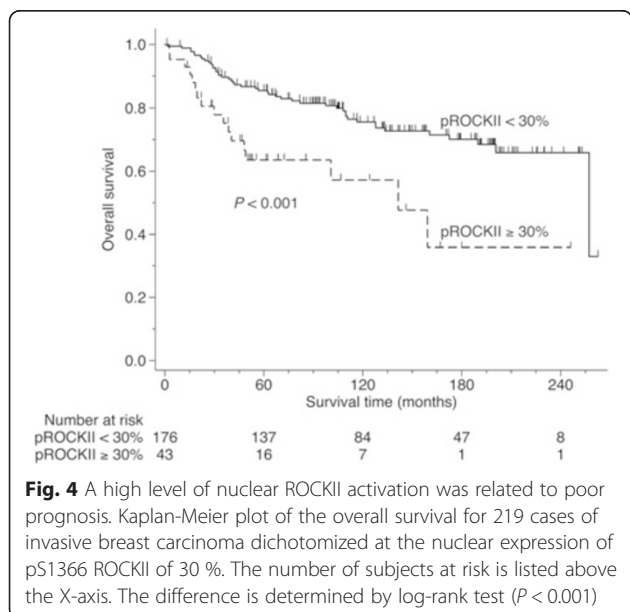 1.0
0.8
0.6
0.4
0.2
0.0
Overall survival
pROCKII < 30%
P < 0.001
pROCKII ≥ 30%
0 60 120 180 240
Survival time (months)
Number at risk
pROCKII < 30% 176 137 84 47 8
pROCKII ≥ 30% 43 16 7 1 1
Fig. 4 A high level of nuclear ROCKII activation was related to poor
prognosis. Kaplan-Meier plot of the overall survival for 219 cases of
invasive breast carcinoma dichotomized at the nuclear expression of
pS1366 ROCKII of 30 %. The number of subjects at risk is listed above
the X-axis. The difference is determined by log-rank test (P < 0.001)